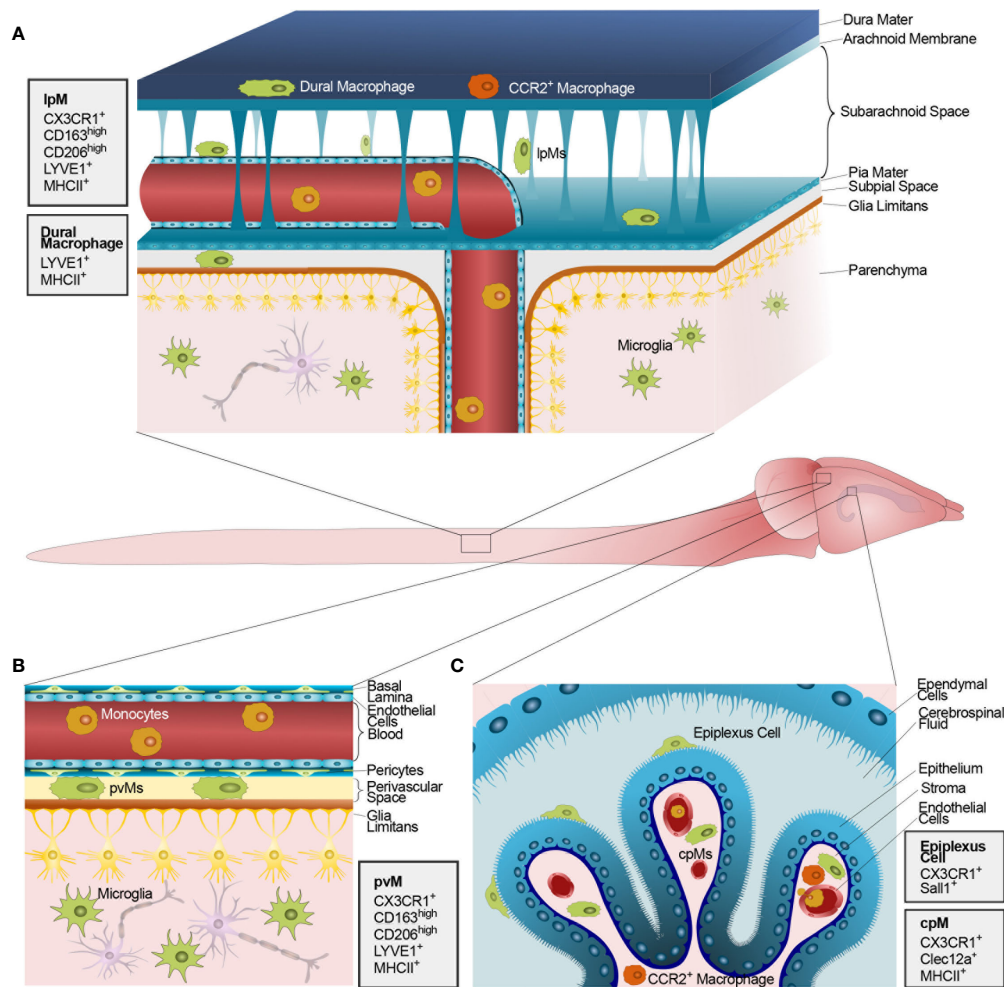 A
Dura Mater
Arachnoid Membrane
Dural Macrophage
CCR2⁺ Macrophage
Subarachnoid Space
lpM
CX3CR1⁺
CD163ʰⁱᵍʰ
CD206ʰⁱᵍʰ
LYVE1⁺
MHCII⁺
lpMs
Pia Mater
Subpial Space
Glia Limitans
Dural
Macrophage
LYVE1⁺
MHCII⁺
Parenchyma
Microglia
B
Basal
Lamina
Endothelial
Cells
Blood
Monocytes
Pericytes
pvMs
Perivascular
Space
Glia
Limitans
Microglia
pvM
CX3CR1⁺
CD163ʰⁱᵍʰ
CD206ʰⁱᵍʰ
LYVE1⁺
MHCII⁺
C
Ependymal
Cells
Cerebrospinal
Fluid
Epiplexus Cell
Epithelium
Stroma
Endothelial
Cells
cpMs
CCR2⁺ Macrophage
Epiplexus
Cell
CX3CR1⁺
Sall1⁺
cpM
CX3CR1⁺
Clec12a⁺
MHCII⁺